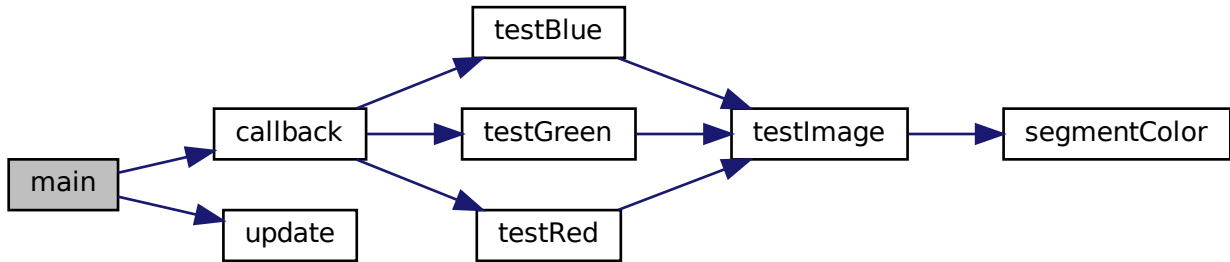 main
callback
update
testBlue
testGreen
testRed
testImage
segmentColor